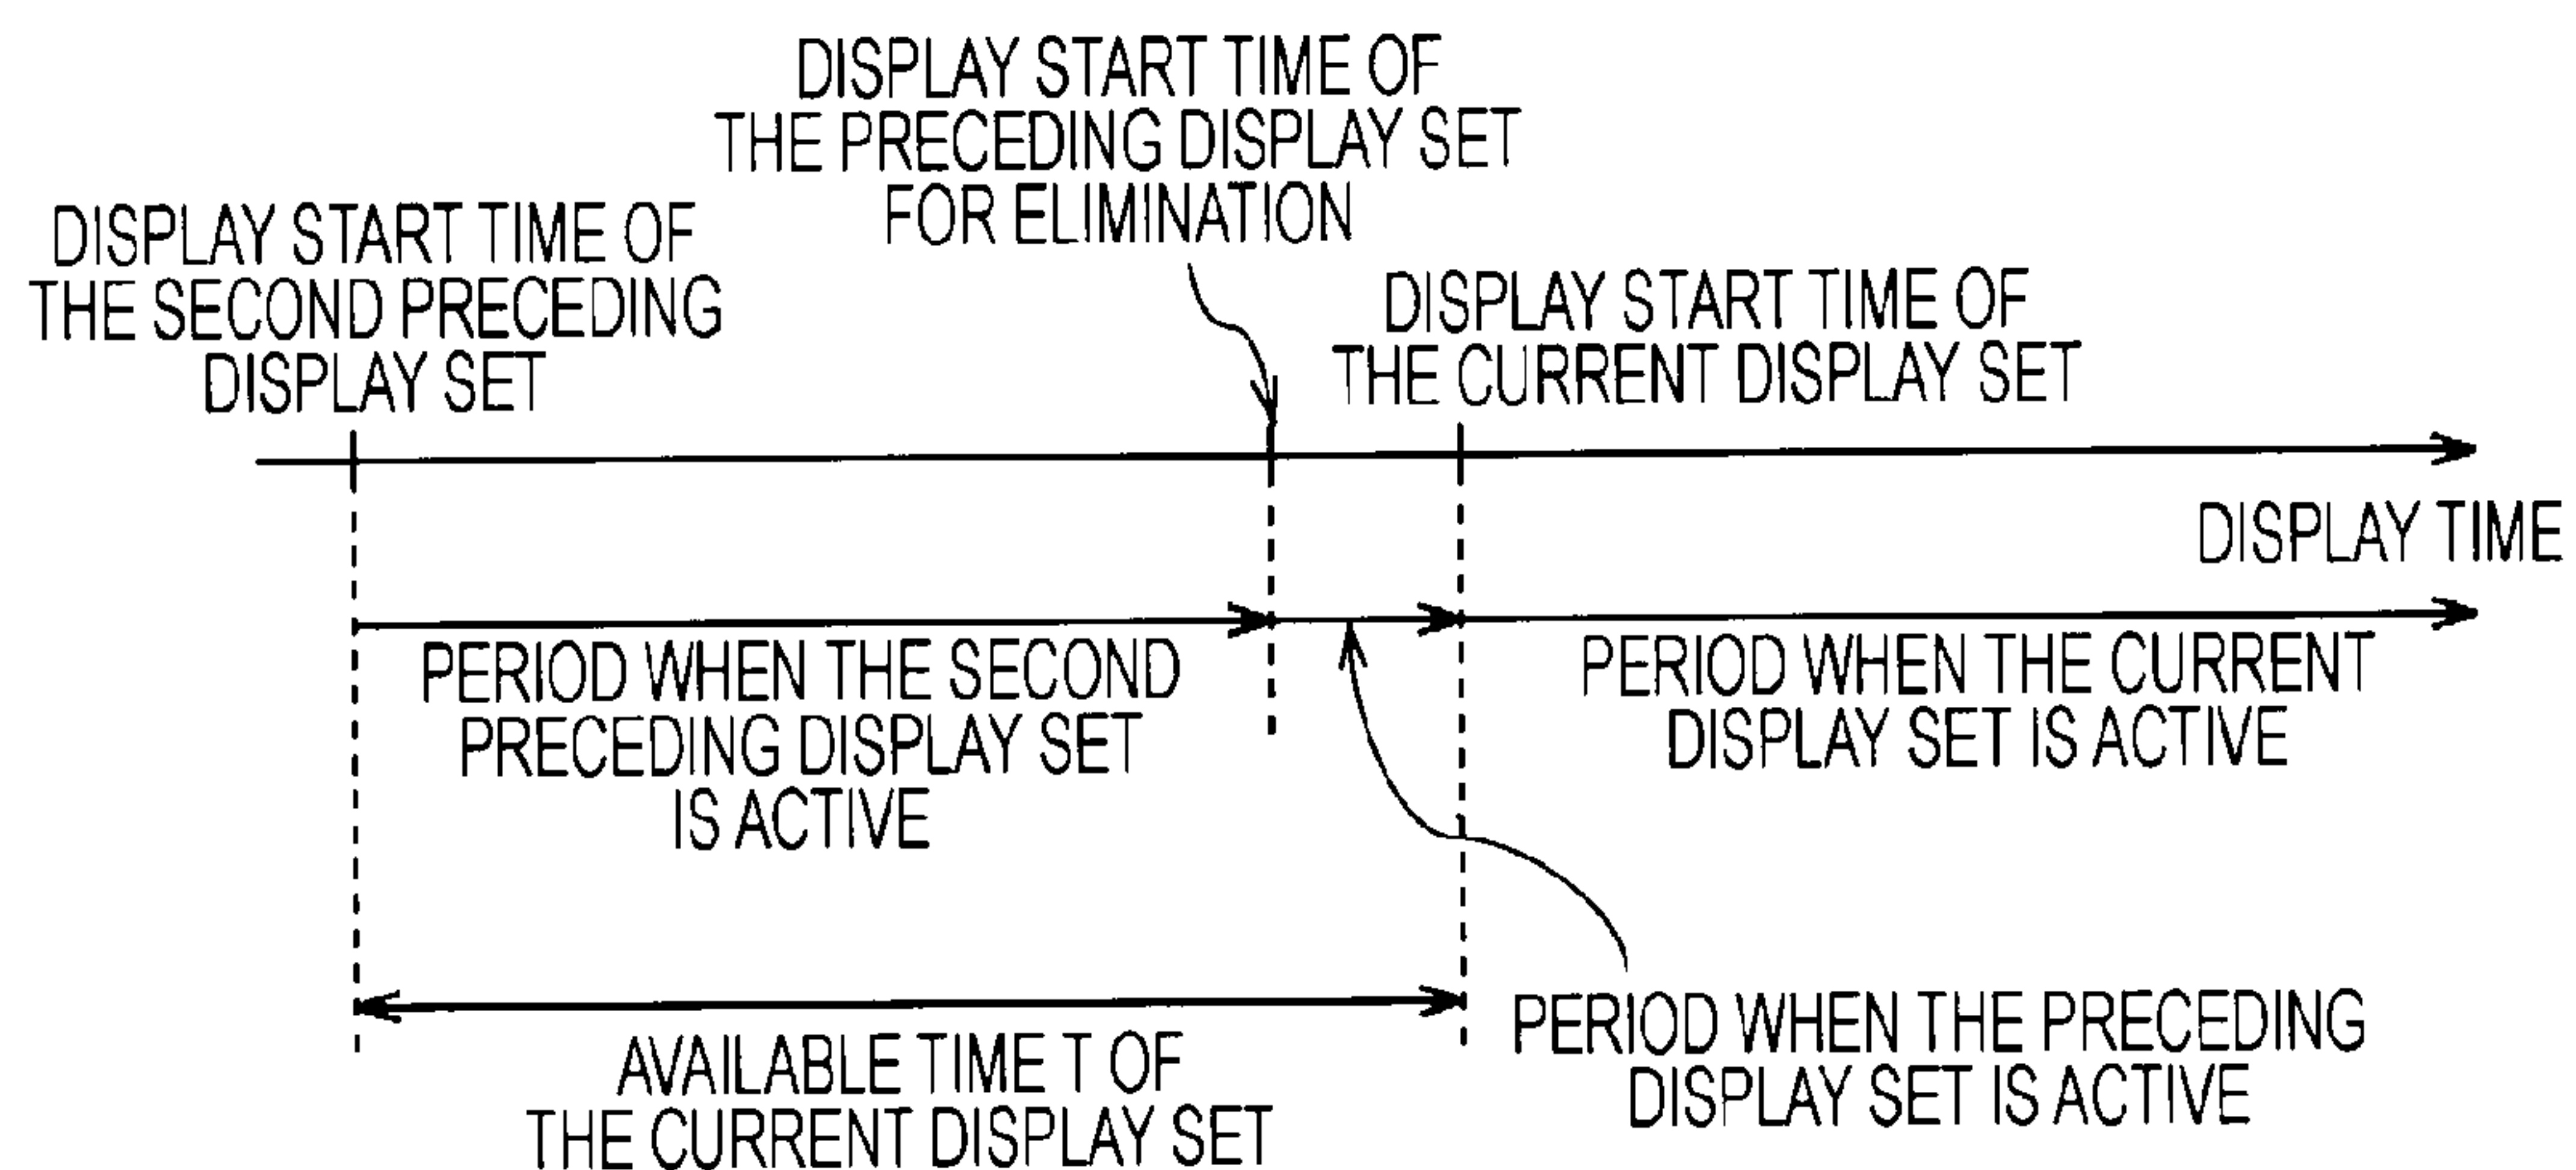 DISPLAY START TIME OF
THE PRECEDING DISPLAY SET
FOR ELIMINATION
DISPLAY START TIME OF
THE SECOND PRECEDING
DISPLAY SET
DISPLAY START TIME OF
THE CURRENT DISPLAY SET
DISPLAY TIME
PERIOD WHEN THE SECOND
PRECEDING DISPLAY SET
IS ACTIVE
PERIOD WHEN THE CURRENT
DISPLAY SET IS ACTIVE
AVAILABLE TIME T OF
THE CURRENT DISPLAY SET
PERIOD WHEN THE PRECEDING
DISPLAY SET IS ACTIVE